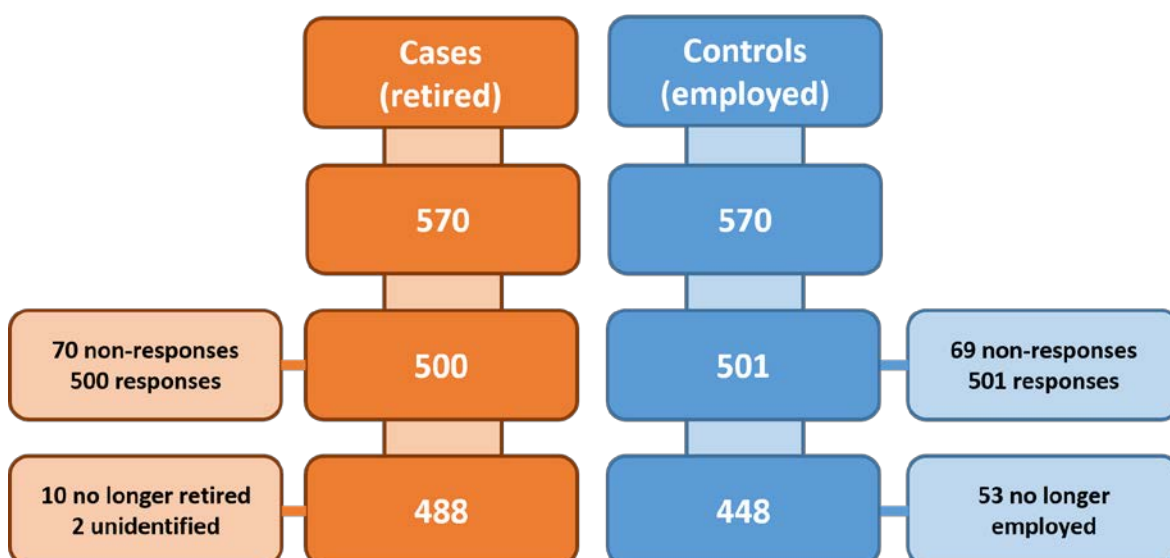 Cases
(retired)
Controls
(employed)
570
570
70 non-responses
500 responses
500
501
69 non-responses
501 responses
10 no longer retired
2 unidentified
488
448
53 no longer
employed